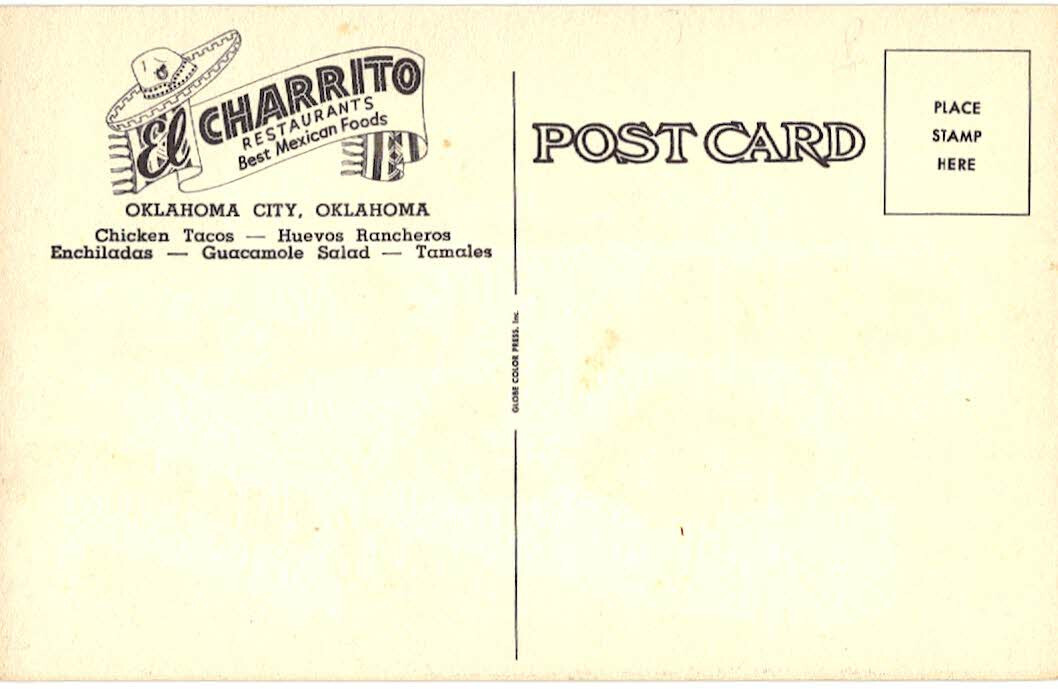 El CHARRITO
RESTAURANTS
Best Mexican Foods
OKLAHOMA CITY, OKLAHOMA
Chicken Tacos — Huevos Rancheros
Enchiladas — Guacamole Salad — Tamales
GLOBE COLOR PRESS, Inc.
POST CARD
PLACE
STAMP
HERE